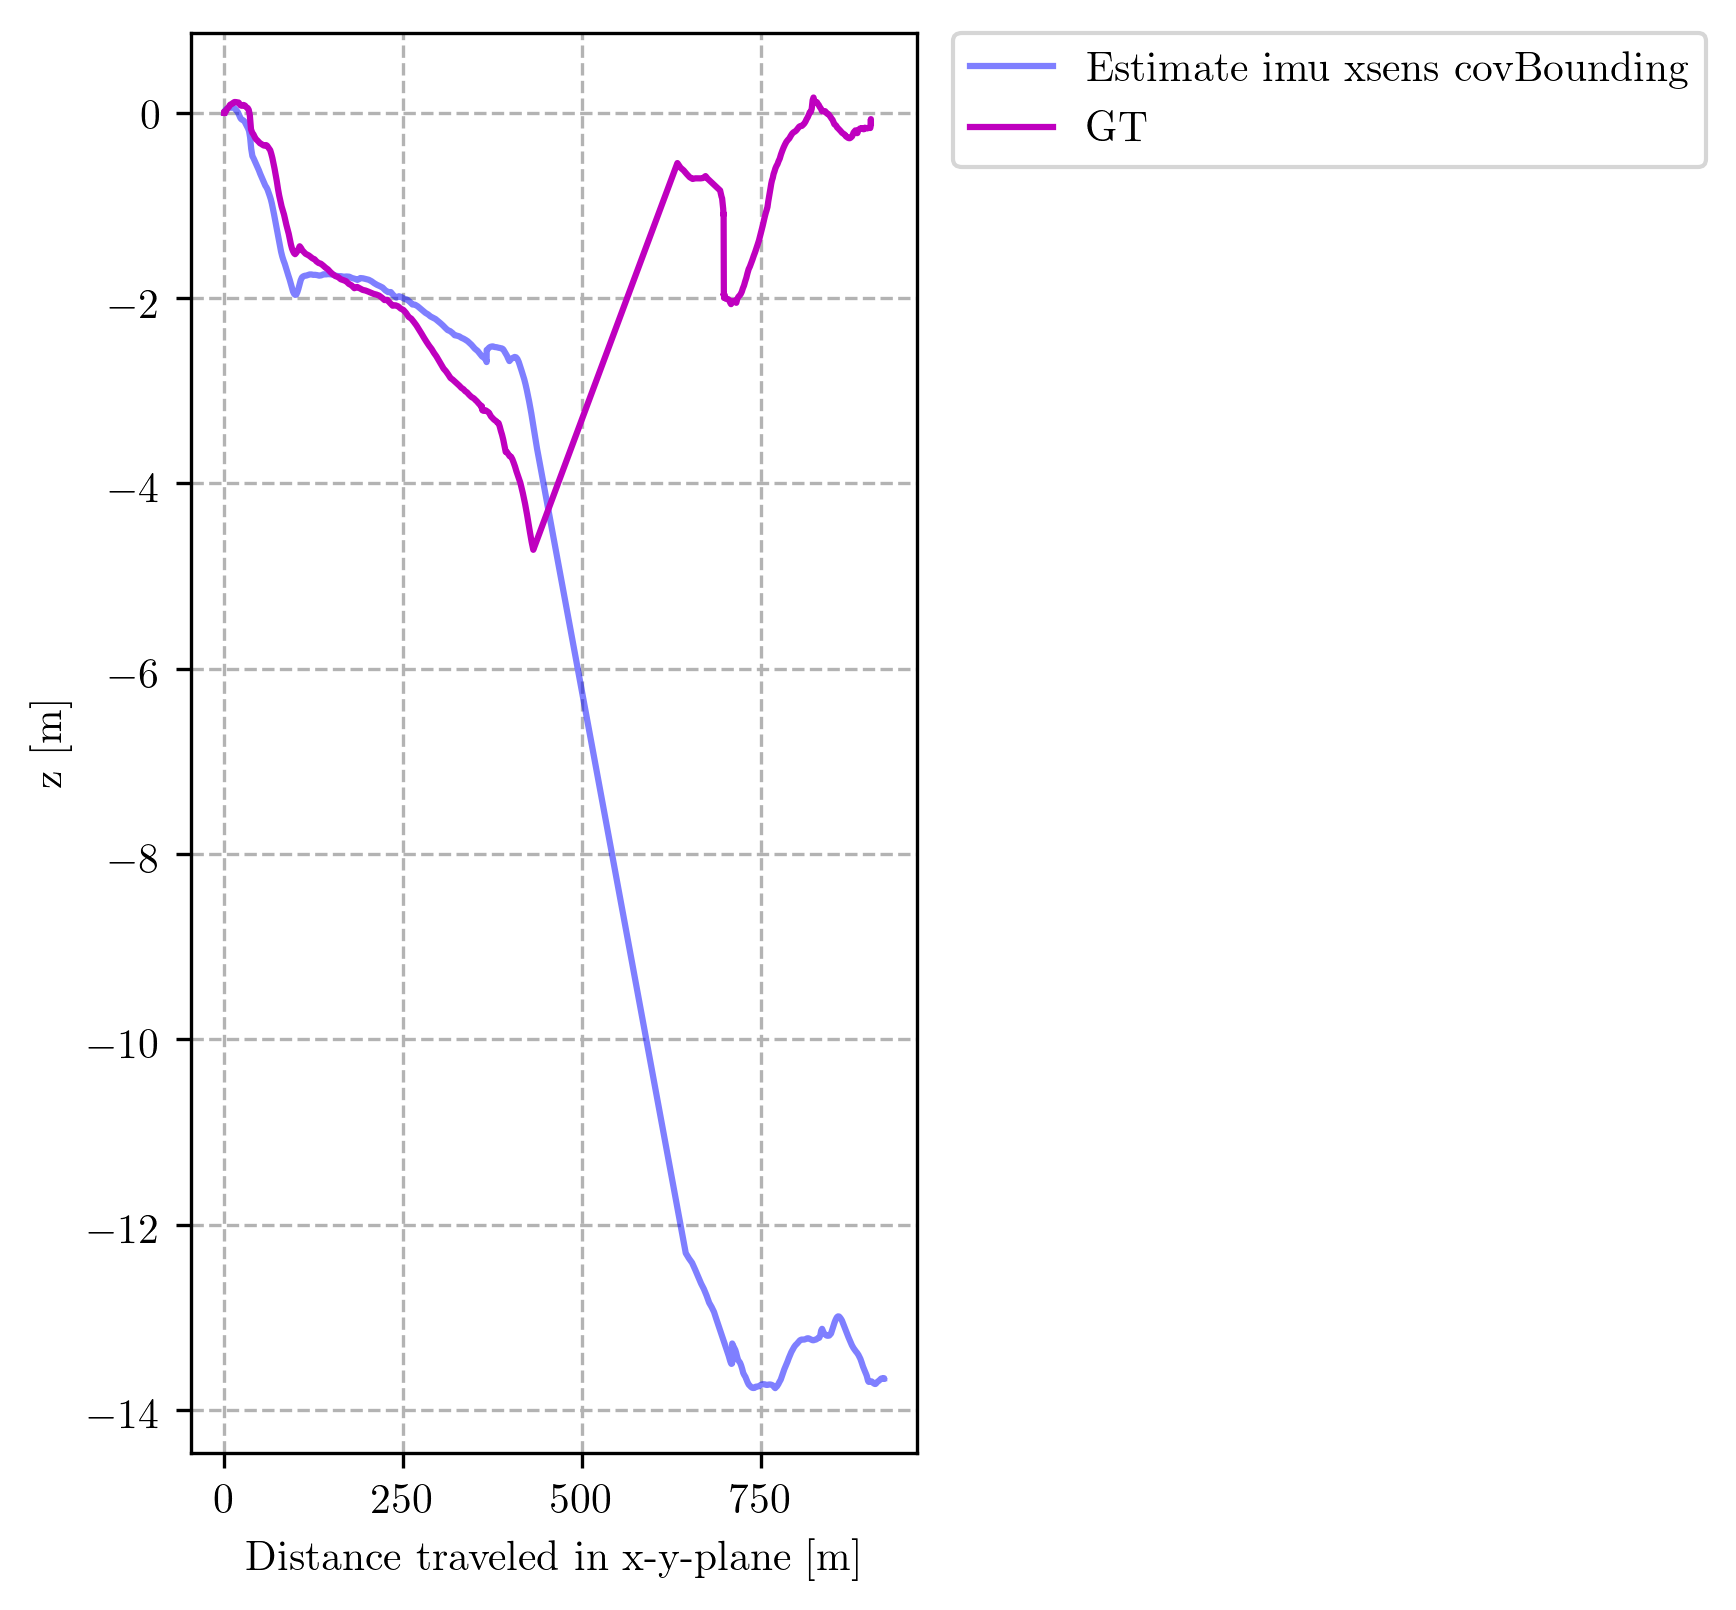 Estimate imu xsens covBounding
GT
0
−2
−4
−6
−8
−10
−12
−14
z [m]
0 250 500 750
Distance traveled in x-y-plane [m]